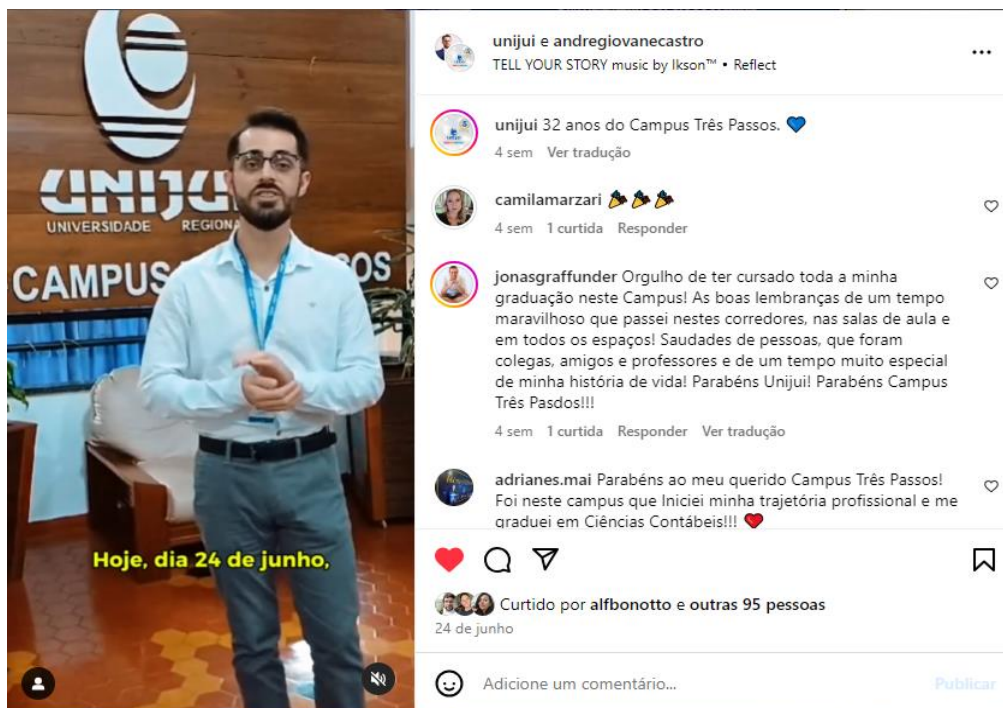 UNIJUÍ
UNIVERSIDADE REGIONA
CAMPUS OS
Hoje, dia 24 de junho,
unijui e andregiovanecastro
TELL YOUR STORY music by Ikson™ • Reflect
unijui 32 anos do Campus Três Passos. 💙
4 sem Ver tradução
camilamarzari 🎉🎉🎉
4 sem 1 curtida Responder
jonasgraffunder Orgulho de ter cursado toda a minha
graduação neste Campus! As boas lembranças de um tempo
maravilhoso que passei nestes corredores, nas salas de aula e
em todos os espaços! Saudades de pessoas, que foram
colegas, amigos e professores e de um tempo muito especial
de minha história de vida! Parabéns Unijui! Parabéns Campus
Três Pasdos!!!
4 sem 1 curtida Responder Ver tradução
adrianes.mai Parabéns ao meu querido Campus Três Passos!
Foi neste campus que Iniciei minha trajetória profissional e me
graduei em Ciências Contábeis!!! ❤️
Curtido por alfbonotto e outras 95 pessoas
24 de junho
Adicione um comentário...
Publicar